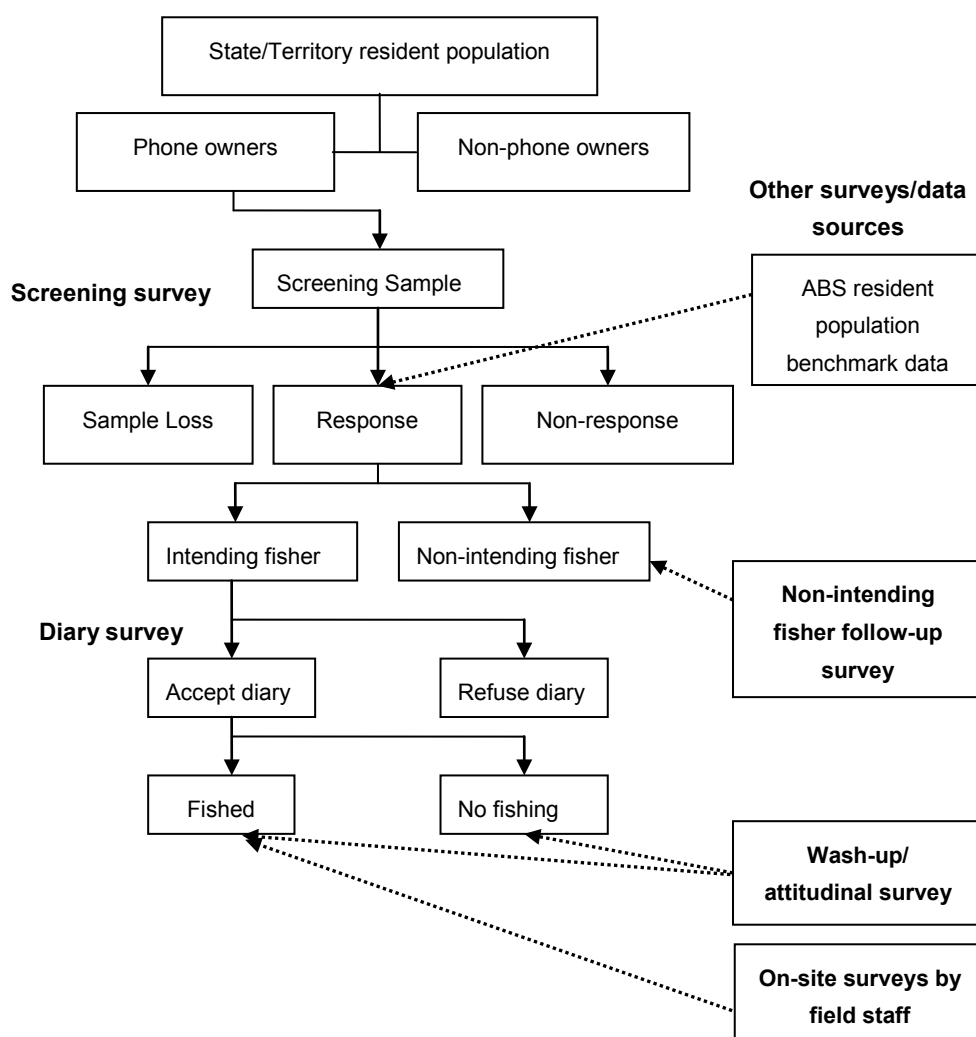 State/Territory resident population
Phone owners
Non-phone owners
Other surveys/data
sources
Screening Sample
Screening survey
ABS resident
population
benchmark data
Sample Loss
Response
Non-response
Intending fisher
Non-intending fisher
Non-intending
fisher follow-up
survey
Diary survey
Accept diary
Refuse diary
Fished
No fishing
Wash-up/
attitudinal survey
On-site surveys by
field staff